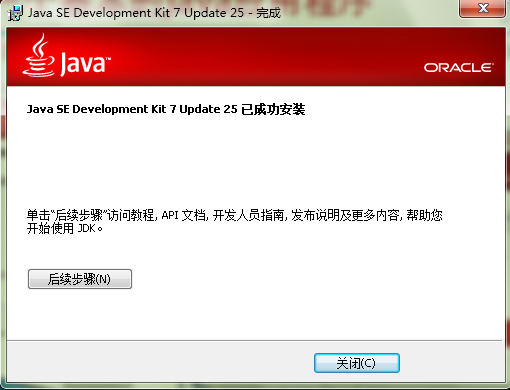 Java SE Development Kit 7 Update 25 - 完成
Java™
ORACLE
Java SE Development Kit 7 Update 25 已成功安装
单击“后续步骤”访问教程, API 文档, 开发人员指南, 发布说明及更多内容, 帮助您
开始使用 JDK。
后续步骤(N)
关闭(C)